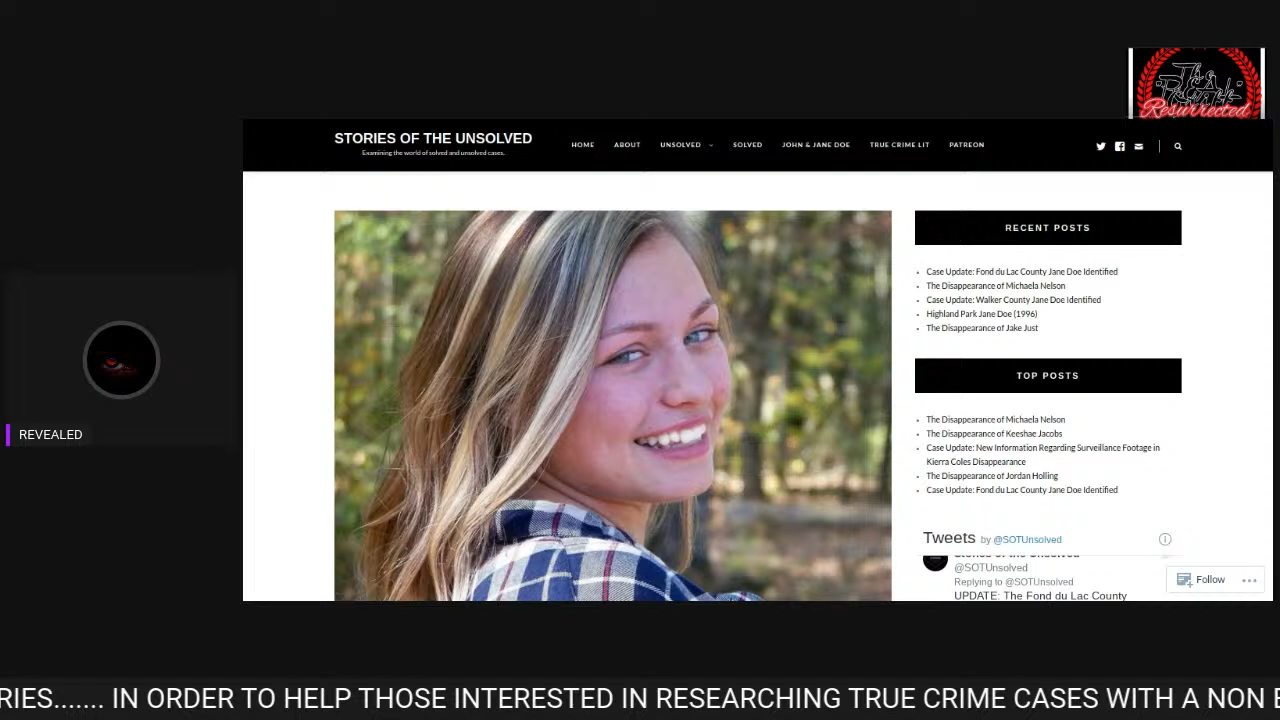 The
Resurrected
STORIES OF THE UNSOLVED
Examining the world of solved and unsolved cases.
HOME ABOUT UNSOLVED SOLVED JOHN & JANE DOE TRUE CRIME LIT PATREON
RECENT POSTS
Case Update: Fond du Lac County Jane Doe Identified
The Disappearance of Michaela Nelson
Case Update: Walker County Jane Doe Identified
Highland Park Jane Doe (1996)
The Disappearance of Jake Just
TOP POSTS
The Disappearance of Michaela Nelson
The Disappearance of Keeshae Jacobs
Case Update: New Information Regarding Surveillance Footage in
Kierra Coles Disappearance
The Disappearance of Jordan Holling
Case Update: Fond du Lac County Jane Doe Identified
Tweets by @SOTUnsolved
Stories of the Unsolved
@SOTUnsolved
Replying to @SOTUnsolved
UPDATE: The Fond du Lac County
Follow
REVEALED
RIES....... IN ORDER TO HELP THOSE INTERESTED IN RESEARCHING TRUE CRIME CASES WITH A NON